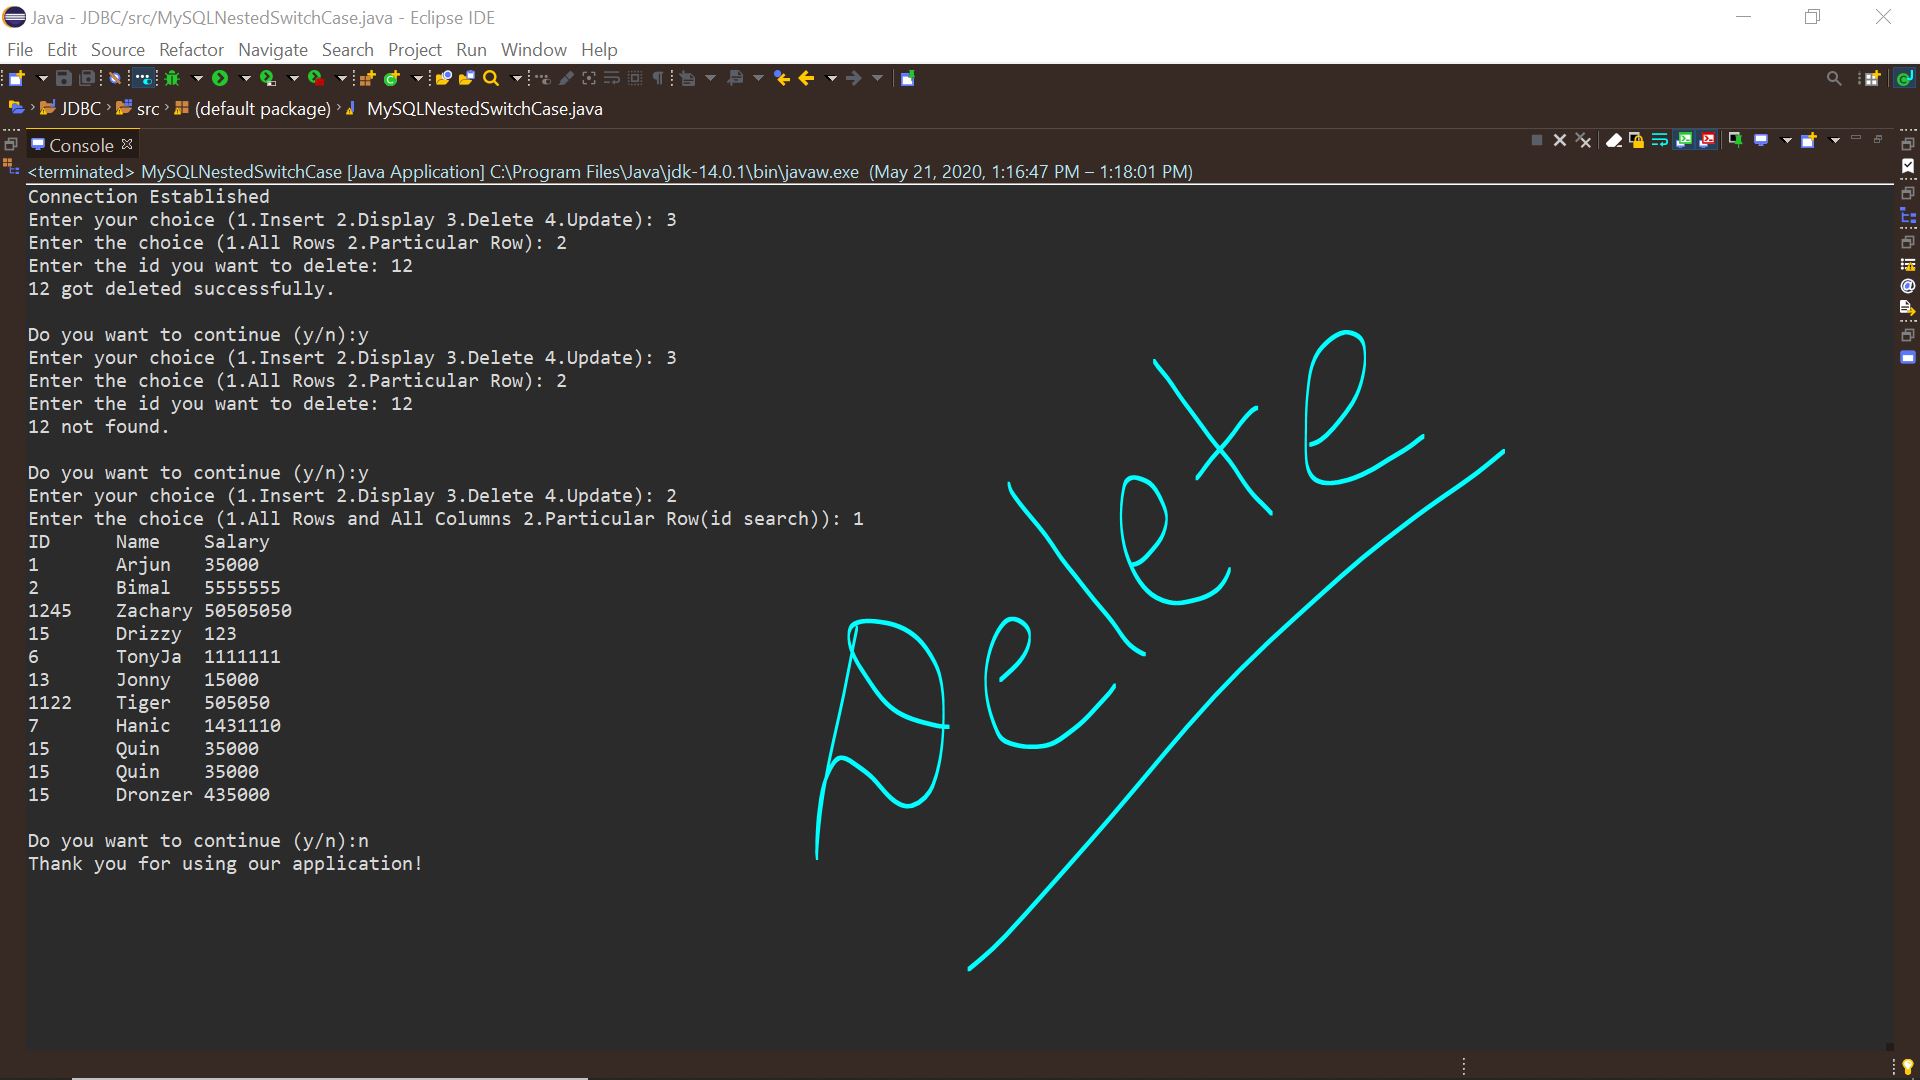 Java - JDBC/src/MySQLNestedSwitchCase.java - Eclipse IDE
File Edit Source Refactor Navigate Search Project Run Window Help
JDBC src (default package) MySQLNestedSwitchCase.java
Console
<terminated> MySQLNestedSwitchCase [Java Application] C:\Program Files\Java\jdk-14.0.1\bin\javaw.exe (May 21, 2020, 1:16:47 PM – 1:18:01 PM)
Connection Established
Enter your choice (1.Insert 2.Display 3.Delete 4.Update): 3
Enter the choice (1.All Rows 2.Particular Row): 2
Enter the id you want to delete: 12
12 got deleted successfully.
Do you want to continue (y/n):y
Enter your choice (1.Insert 2.Display 3.Delete 4.Update): 3
Enter the choice (1.All Rows 2.Particular Row): 2
Enter the id you want to delete: 12
12 not found.
Do you want to continue (y/n):y
Enter your choice (1.Insert 2.Display 3.Delete 4.Update): 2
Enter the choice (1.All Rows and All Columns 2.Particular Row(id search)): 1
ID Name Salary
1 Arjun 35000
2 Bimal 5555555
1245 Zachary 50505050
15 Drizzy 123
6 TonyJa 1111111
13 Jonny 15000
1122 Tiger 505050
7 Hanic 1431110
15 Quin 35000
15 Quin 35000
15 Dronzer 435000
Do you want to continue (y/n):n
Thank you for using our application!
Delete